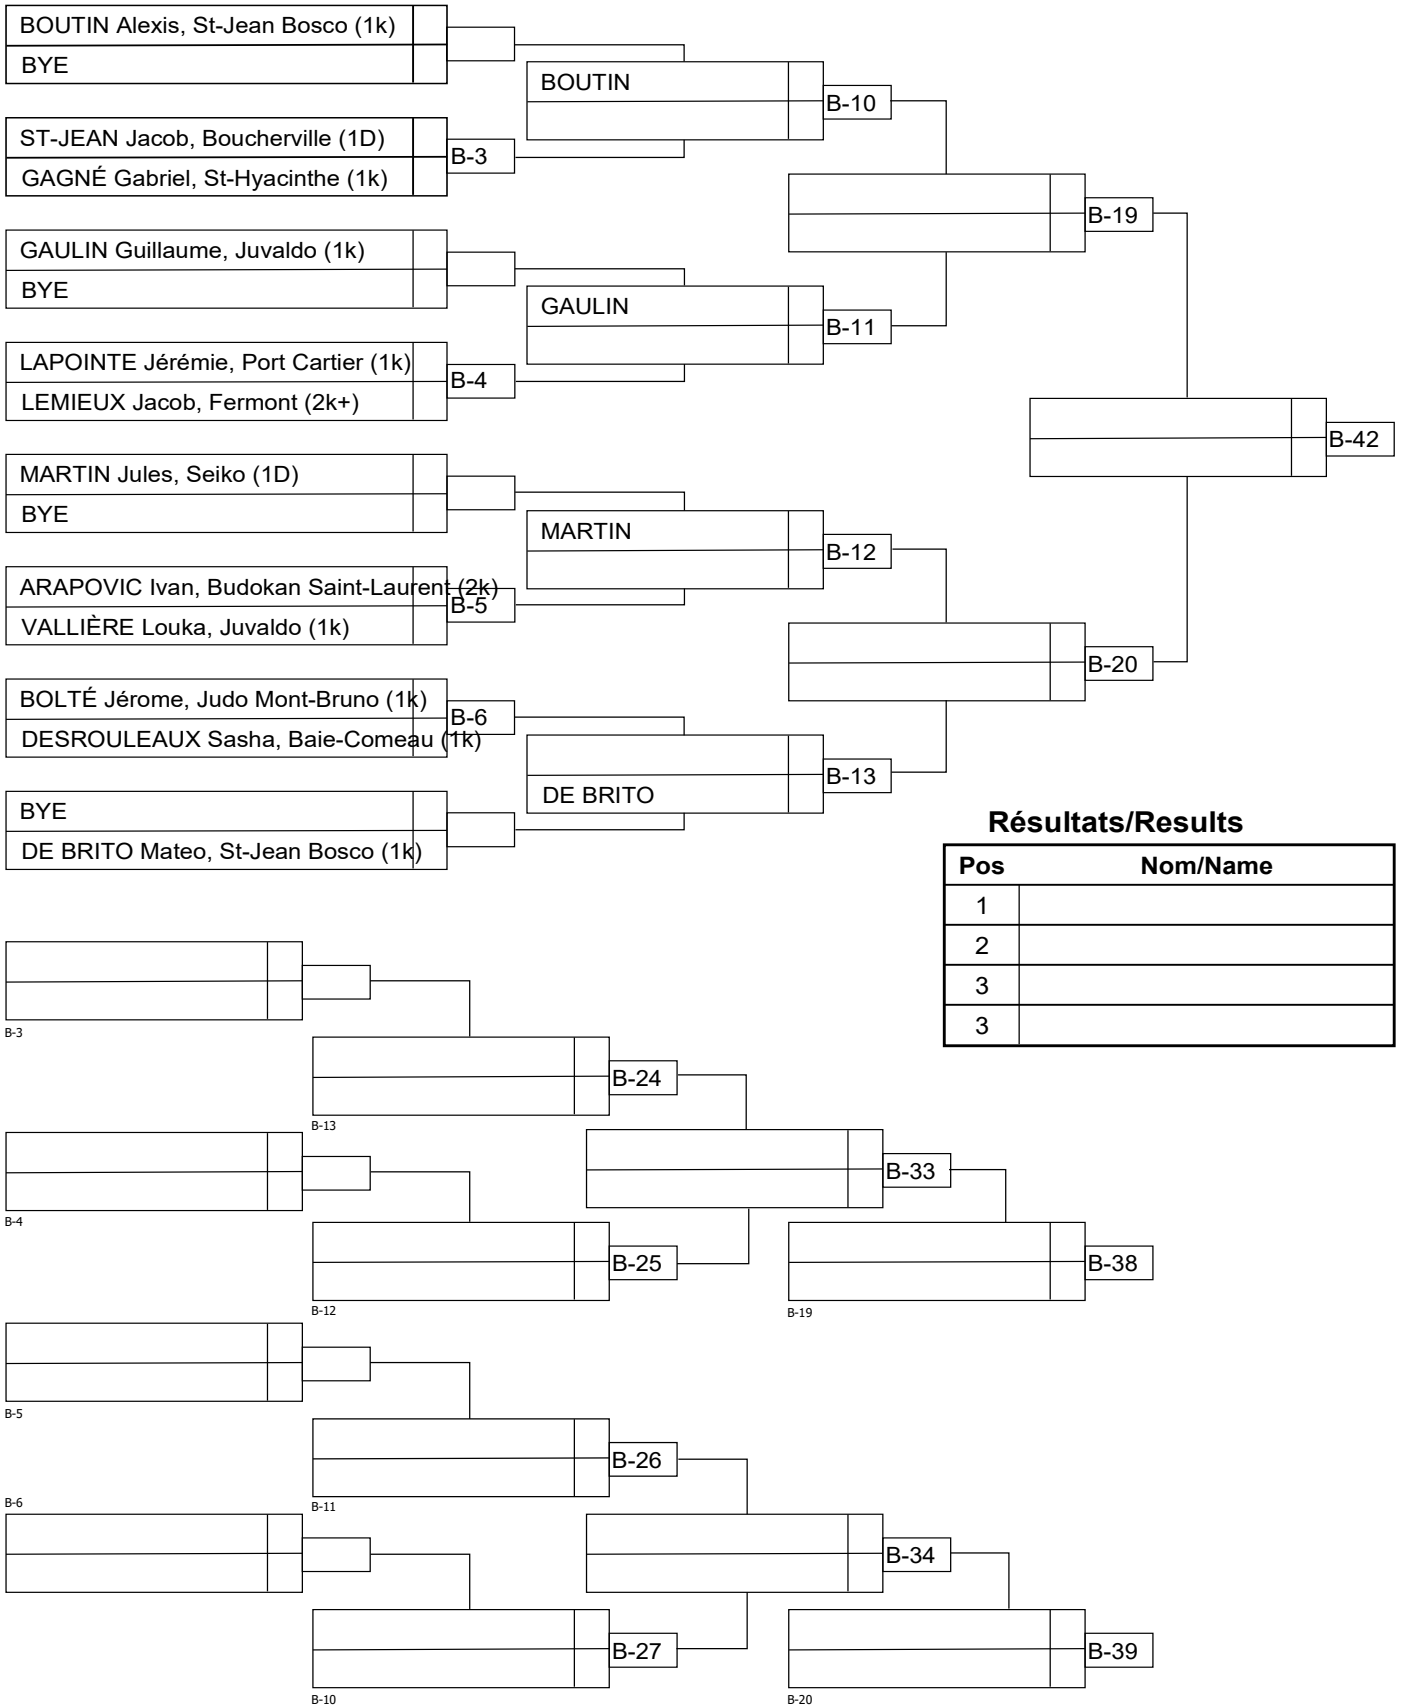 BOUTIN Alexis, St-Jean Bosco (1k)
BYE
BOUTIN
B-10
ST-JEAN Jacob, Boucherville (1D)
B-3
GAGNÉ Gabriel, St-Hyacinthe (1k)
B-19
GAULIN Guillaume, Juvaldo (1k)
BYE
GAULIN
B-11
LAPOINTE Jérémie, Port Cartier (1k)
B-4
LEMIEUX Jacob, Fermont (2k+)
B-42
MARTIN Jules, Seiko (1D)
BYE
MARTIN
B-12
ARAPOVIC Ivan, Budokan Saint-Laurent (2k)
B-5
VALLIÈRE Louka, Juvaldo (1k)
B-20
BOLTÉ Jérome, Judo Mont-Bruno (1k)
B-6
DESROULEAUX Sasha, Baie-Comeau (1k)
B-13
DE BRITO
BYE
DE BRITO Mateo, St-Jean Bosco (1k)
Résultats/Results
Pos Nom/Name
1
2
3
3
B-3
B-24
B-13
B-33
B-4
B-25
B-38
B-12
B-19
B-5
B-26
B-6
B-11
B-34
B-27
B-39
B-10
B-20